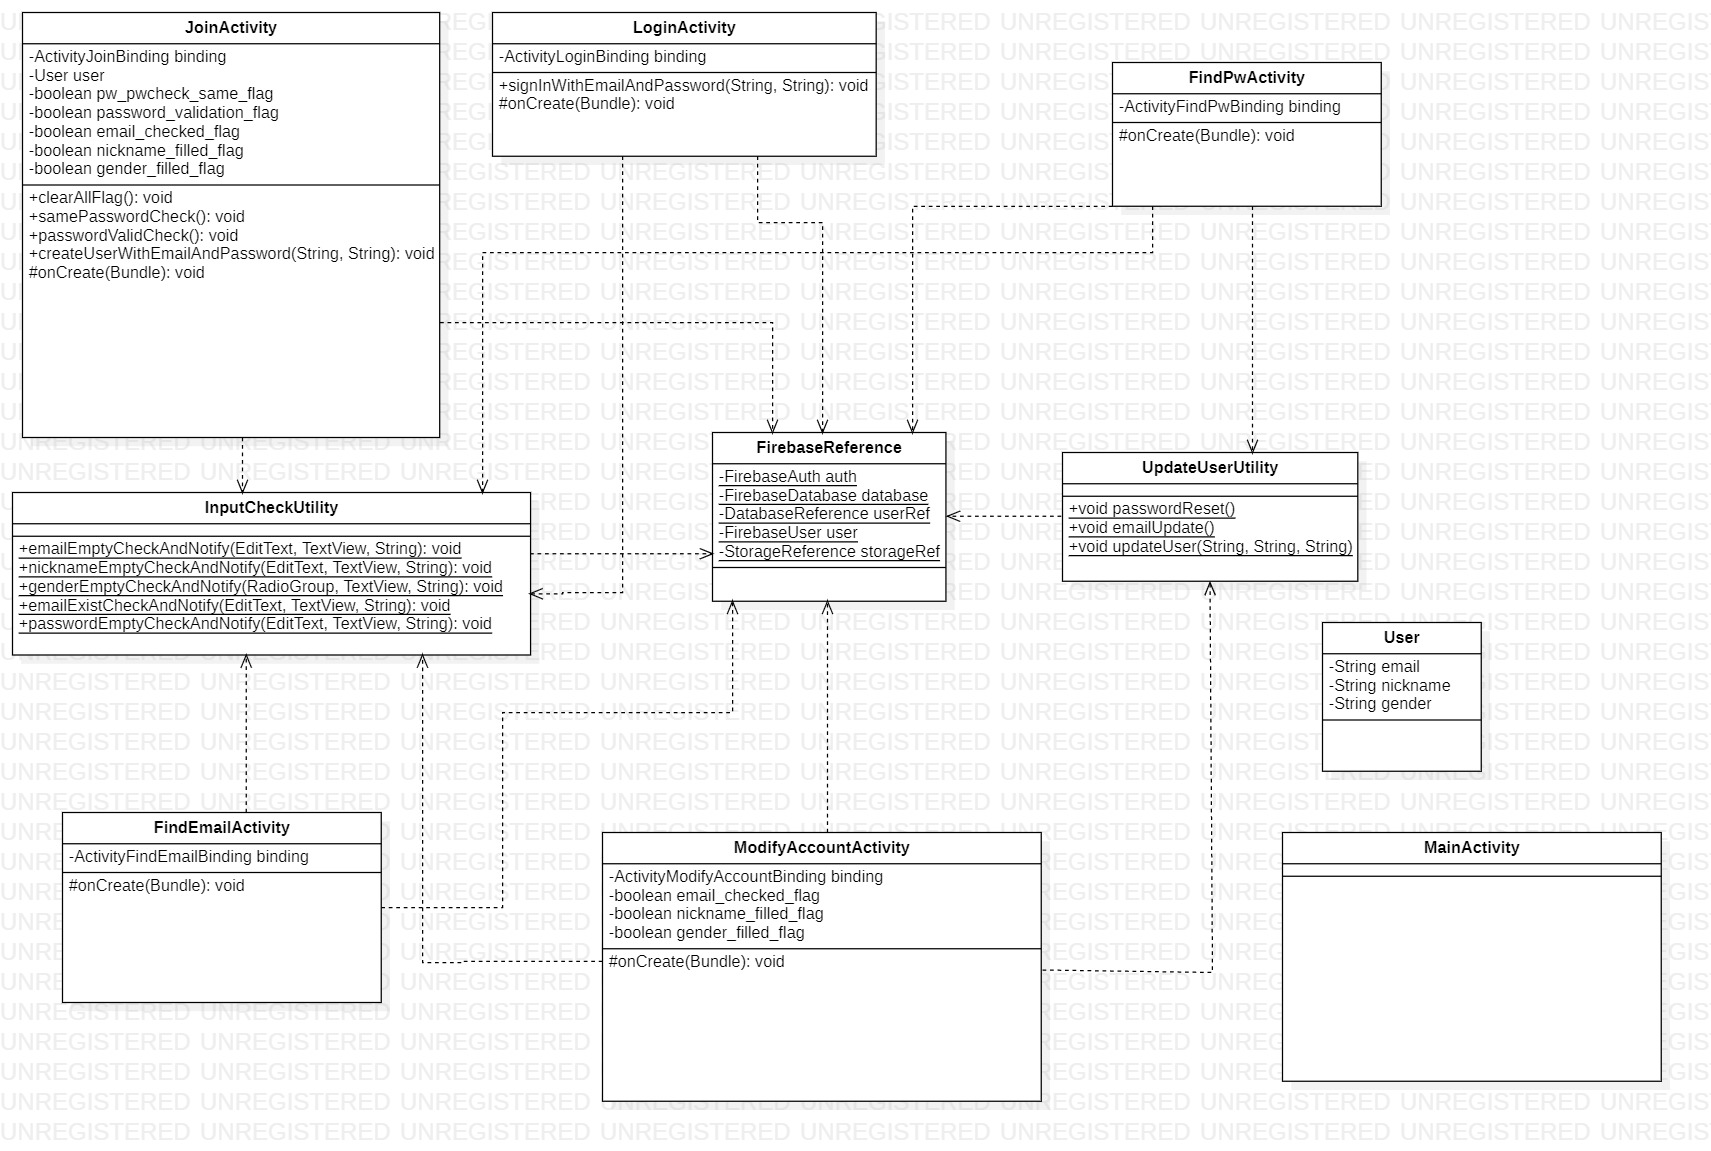 JoinActivity
-ActivityJoinBinding binding
-User user
-boolean pw_pwcheck_same_flag
-boolean password_validation_flag
-boolean email_checked_flag
-boolean nickname_filled_flag
-boolean gender_filled_flag
+clearAllFlag(): void
+samePasswordCheck(): void
+passwordValidCheck(): void
+createUserWithEmailAndPassword(String, String): void
#onCreate(Bundle): void
LoginActivity
-ActivityLoginBinding binding
+signInWithEmailAndPassword(String, String): void
#onCreate(Bundle): void
FindPwActivity
-ActivityFindPwBinding binding
#onCreate(Bundle): void
InputCheckUtility
+emailEmptyCheckAndNotify(EditText, TextView, String): void
+nicknameEmptyCheckAndNotify(EditText, TextView, String): void
+genderEmptyCheckAndNotify(RadioGroup, TextView, String): void
+emailExistCheckAndNotify(EditText, TextView, String): void
+passwordEmptyCheckAndNotify(EditText, TextView, String): void
FirebaseReference
-FirebaseAuth auth
-FirebaseDatabase database
-DatabaseReference userRef
-FirebaseUser user
-StorageReference storageRef
UpdateUserUtility
+void passwordReset()
+void emailUpdate()
+void updateUser(String, String, String)
User
-String email
-String nickname
-String gender
FindEmailActivity
-ActivityFindEmailBinding binding
#onCreate(Bundle): void
ModifyAccountActivity
-ActivityModifyAccountBinding binding
-boolean email_checked_flag
-boolean nickname_filled_flag
-boolean gender_filled_flag
#onCreate(Bundle): void
MainActivity
UNREGISTERED